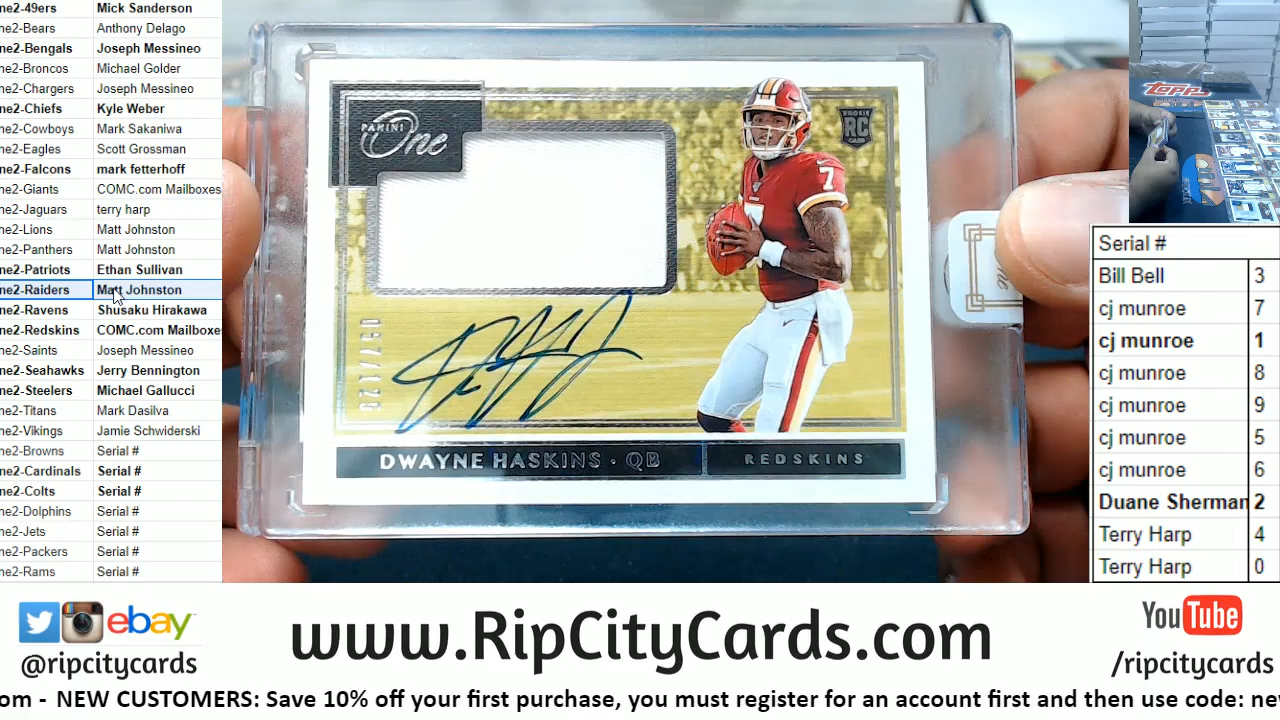 ne2-49ers Mick Sanderson
ne2-Bears Anthony Delago
ne2-Bengals Joseph Messineo
ne2-Broncos Michael Golder
ne2-Chargers Joseph Messineo
ne2-Chiefs Kyle Weber
ne2-Cowboys Mark Sakaniwa
ne2-Eagles Scott Grossman
ne2-Falcons mark fetterhoff
ne2-Giants COMC.com Mailboxes
ne2-Jaguars terry harp
ne2-Lions Matt Johnston
ne2-Panthers Matt Johnston
ne2-Patriots Ethan Sullivan
ne2-Raiders Matt Johnston
ne2-Ravens Shusaku Hirakawa
ne2-Redskins COMC.com Mailboxes
ne2-Saints Joseph Messineo
ne2-Seahawks Jerry Bennington
ne2-Steelers Michael Gallucci
ne2-Titans Mark Dasilva
ne2-Vikings Jamie Schwiderski
ne2-Browns Serial #
ne2-Cardinals Serial #
ne2-Colts Serial #
ne2-Dolphins Serial #
ne2-Jets Serial #
ne2-Packers Serial #
ne2-Rams Serial #
PANINI
One
ROOKIE
RC
CARD
7
DWAYNE HASKINS · QB
REDSKINS
Topps
Serial #
Bill Bell 3
cj munroe 7
cj munroe 1
cj munroe 8
cj munroe 9
cj munroe 5
cj munroe 6
Duane Sherman 2
Terry Harp 4
Terry Harp 0
ebay
@ripcitycards
www.RipCityCards.com
YouTube
/ripcitycards
om - NEW CUSTOMERS: Save 10% off your first purchase, you must register for an account first and then use code: ne